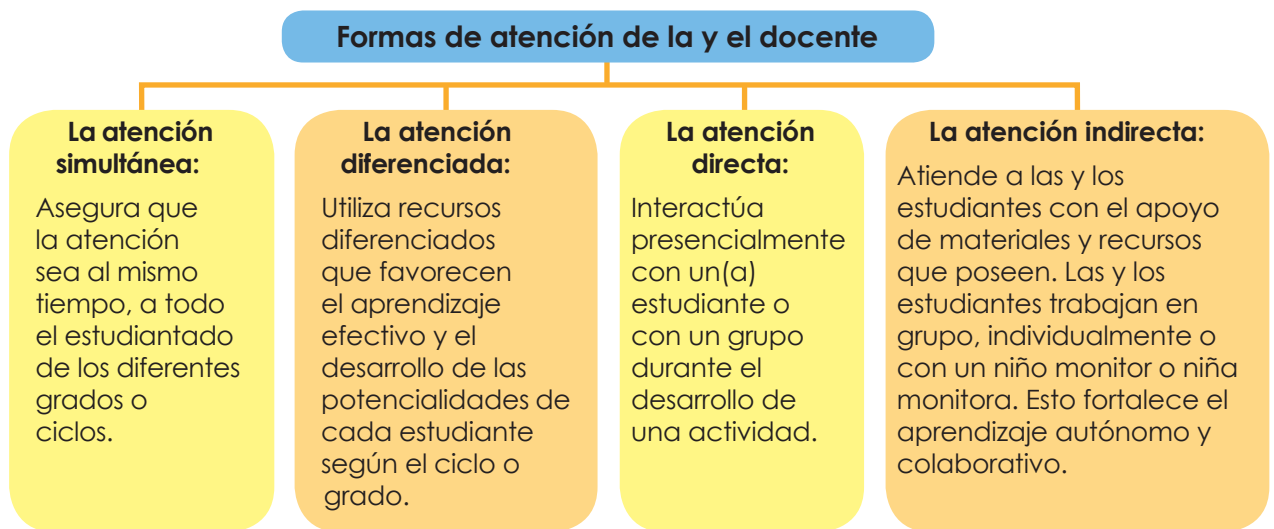 Formas de atención de la y el docente
La atención
simultánea:
Asegura que
la atención
sea al mismo
tiempo, a todo
el estudiantado
de los diferentes
grados o
ciclos.
La atención
diferenciada:
Utiliza recursos
diferenciados
que favorecen
el aprendizaje
efectivo y el
desarrollo de las
potencialidades de
cada estudiante
según el ciclo o
grado.
La atención
directa:
Interactúa
presencialmente
con un(a)
estudiante o
con un grupo
durante el
desarrollo de
una actividad.
La atención indirecta:
Atiende a las y los
estudiantes con el apoyo
de materiales y recursos
que poseen. Las y los
estudiantes trabajan en
grupo, individualmente o
con un niño monitor o niña
monitora. Esto fortalece el
aprendizaje autónomo y
colaborativo.